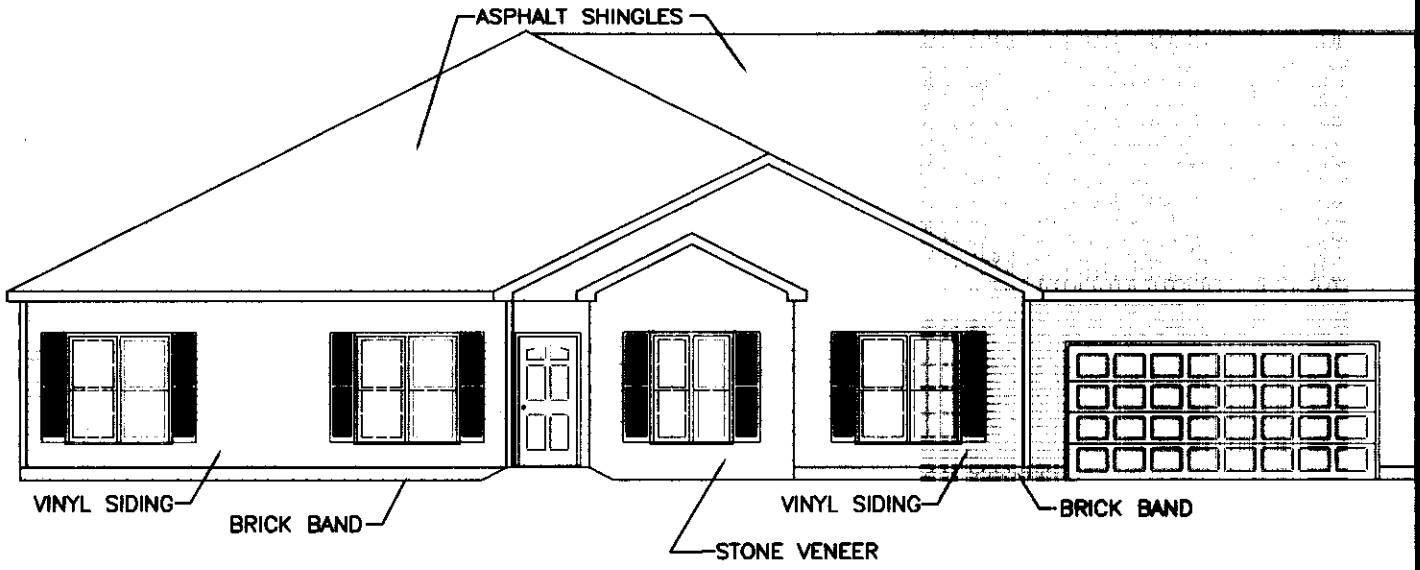 ASPHALT SHINGLES
VINYL SIDING
BRICK BAND
STONE VENEER
VINYL SIDING
BRICK BAND